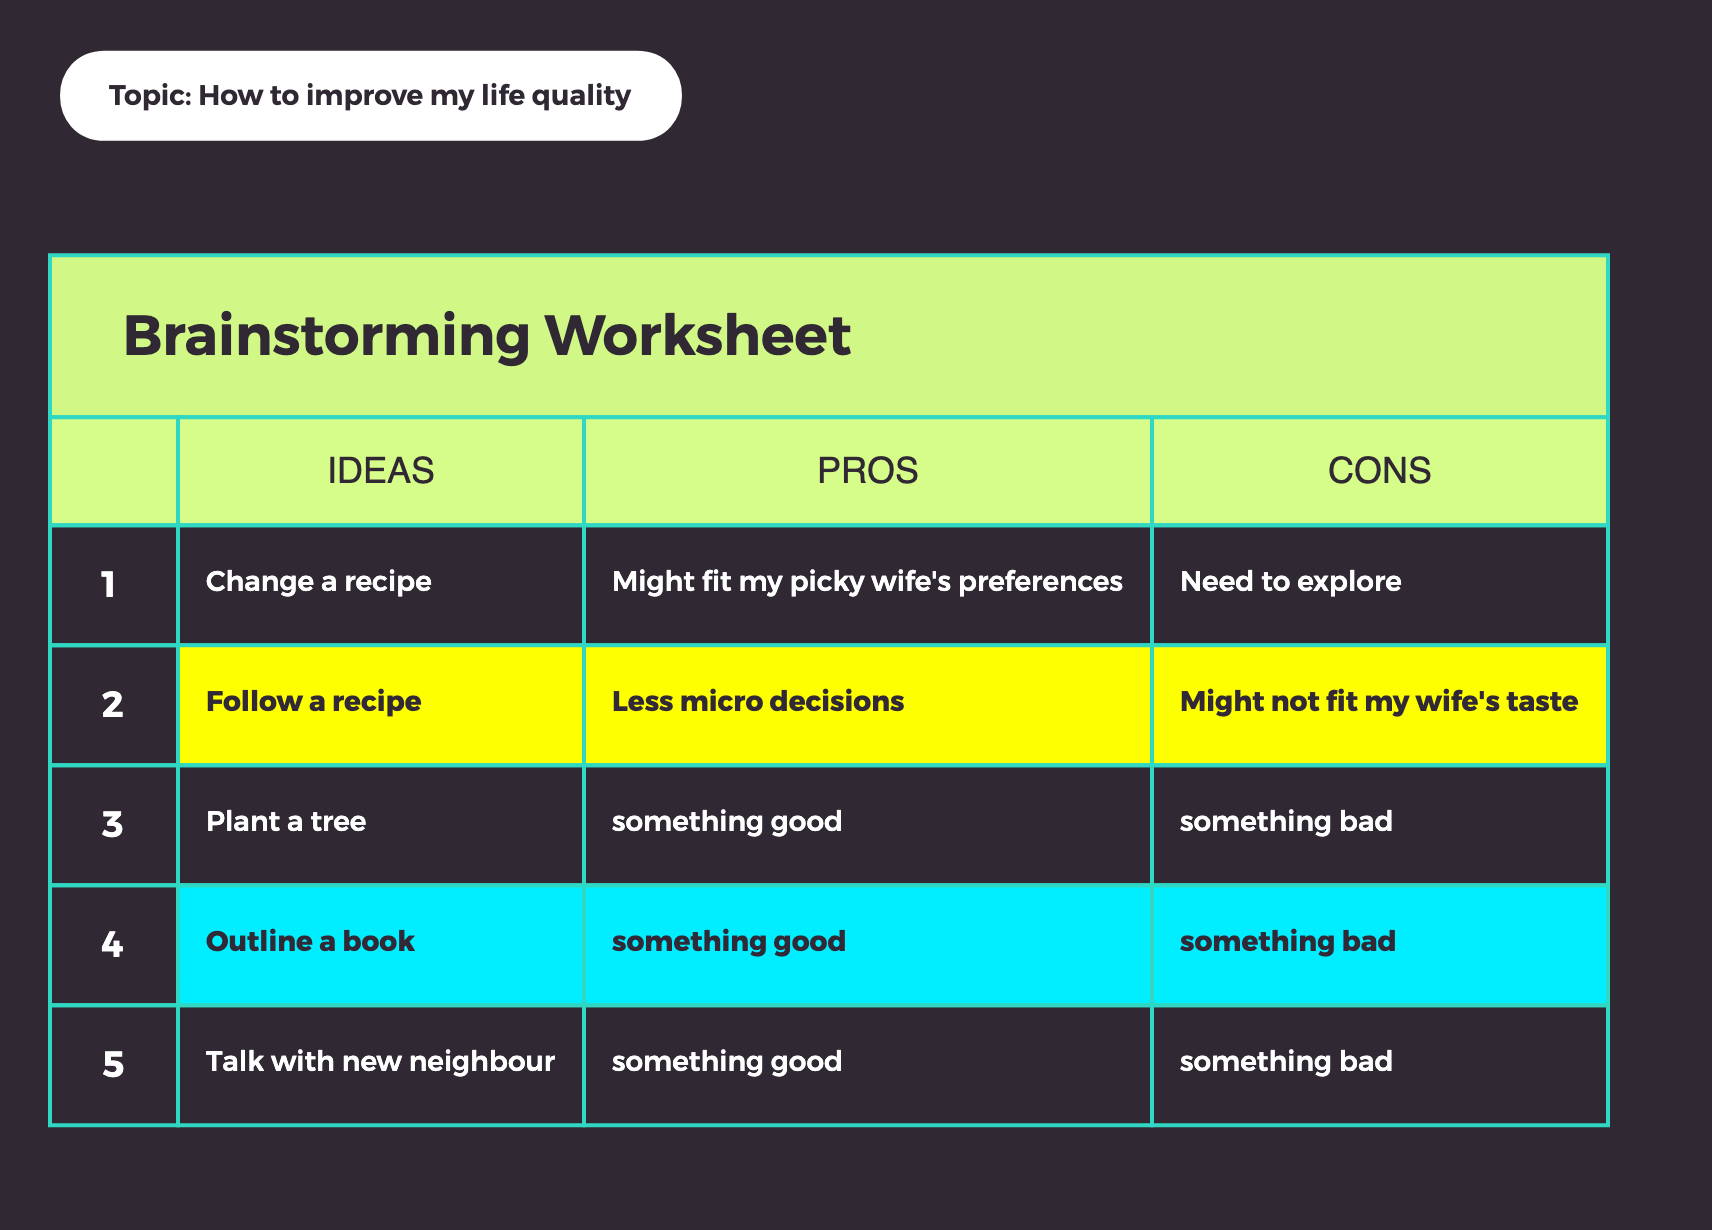 Topic: How to improve my life quality
Brainstorming Worksheet
IDEAS PROS CONS
1 Change a recipe Might fit my picky wife's preferences Need to explore
2 Follow a recipe Less micro decisions Might not fit my wife's taste
3 Plant a tree something good something bad
4 Outline a book something good something bad
5 Talk with new neighbour something good something bad